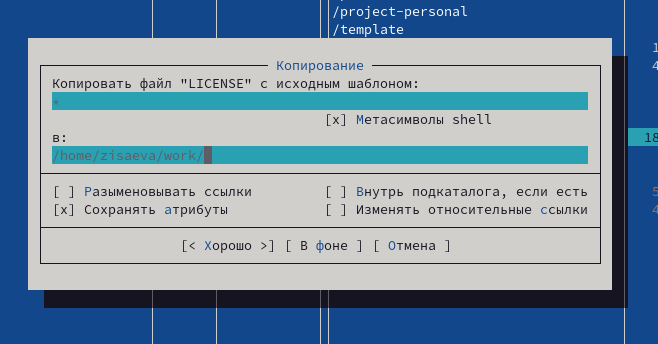 /project-personal
/template
1
4
Копирование
Копировать файл "LICENSE" с исходным шаблоном:
*
[x] Метасимволы shell
в:
18
/home/zisaeva/work/
[ ] Разыменовывать ссылки [ ] Внутрь подкаталога, если есть
5
[x] Сохранять атрибуты [ ] Изменять относительные ссылки
4
[< Хорошо >] [ В фоне ] [ Отмена ]